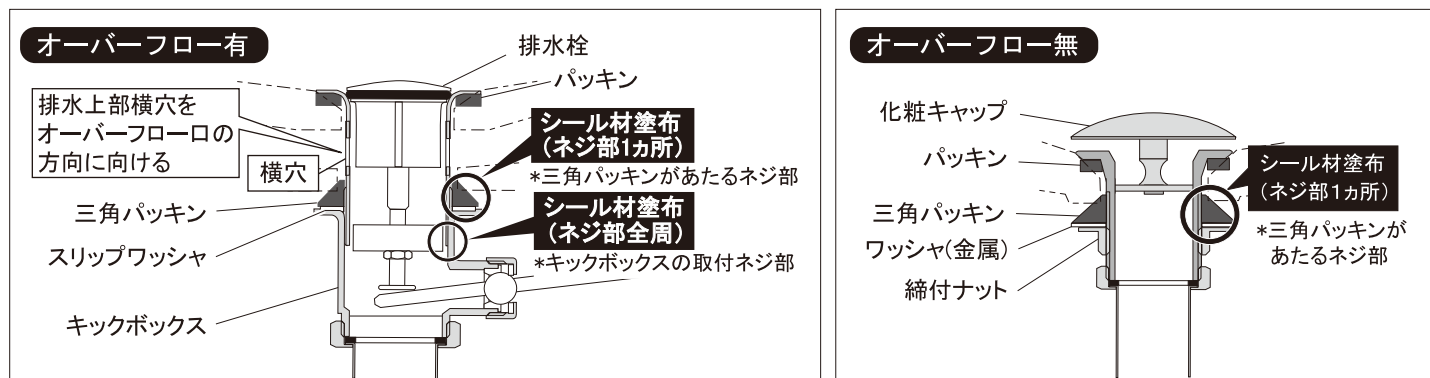 オーバーフロー有
排水栓
パッキン
排水上部横穴を
オーバーフロー口の
方向に向ける
横穴
シール材塗布
(ネジ部1ヵ所)
*三角パッキンがあたるネジ部
三角パッキン
シール材塗布
(ネジ部全周)
スリップワッシャ
*キックボックスの取付ネジ部
キックボックス
オーバーフロー無
化粧キャップ
パッキン
シール材塗布
(ネジ部1ヵ所)
三角パッキン
*三角パッキンが
あたるネジ部
ワッシャ(金属)
締付ナット